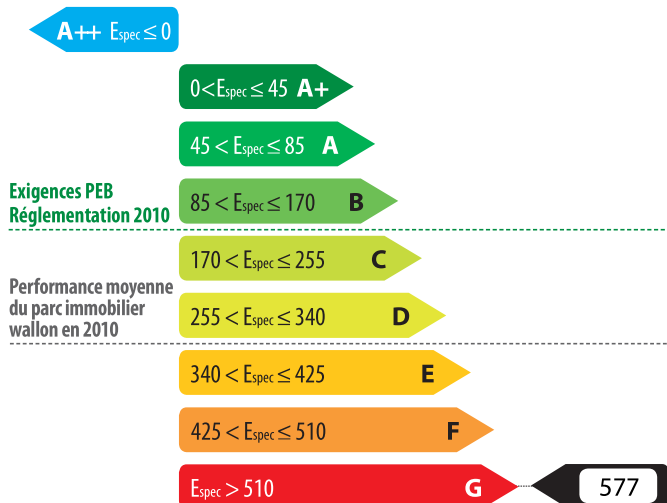 A++ Espec ≤ 0
0<Espec ≤ 45 A+
45 < Espec ≤ 85 A
Exigences PEB
Réglementation 2010
85 < Espec ≤ 170 B
170 < Espec ≤ 255 C
Performance moyenne
du parc immobilier
wallon en 2010
255 < Espec ≤ 340 D
340 < Espec ≤ 425 E
425 < Espec ≤ 510 F
Espec > 510 G 577